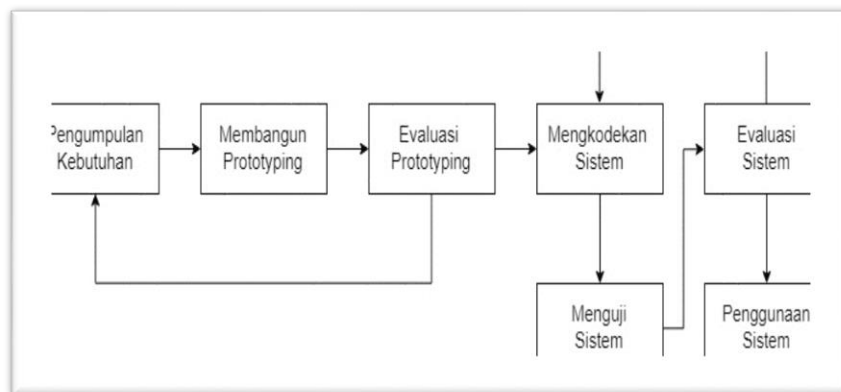 Pengumpulan
Kebutuhan
Membangun
Prototyping
Evaluasi
Prototyping
Mengkodekan
Sistem
Evaluasi
Sistem
Menguji
Sistem
Penggunaan
Sistem